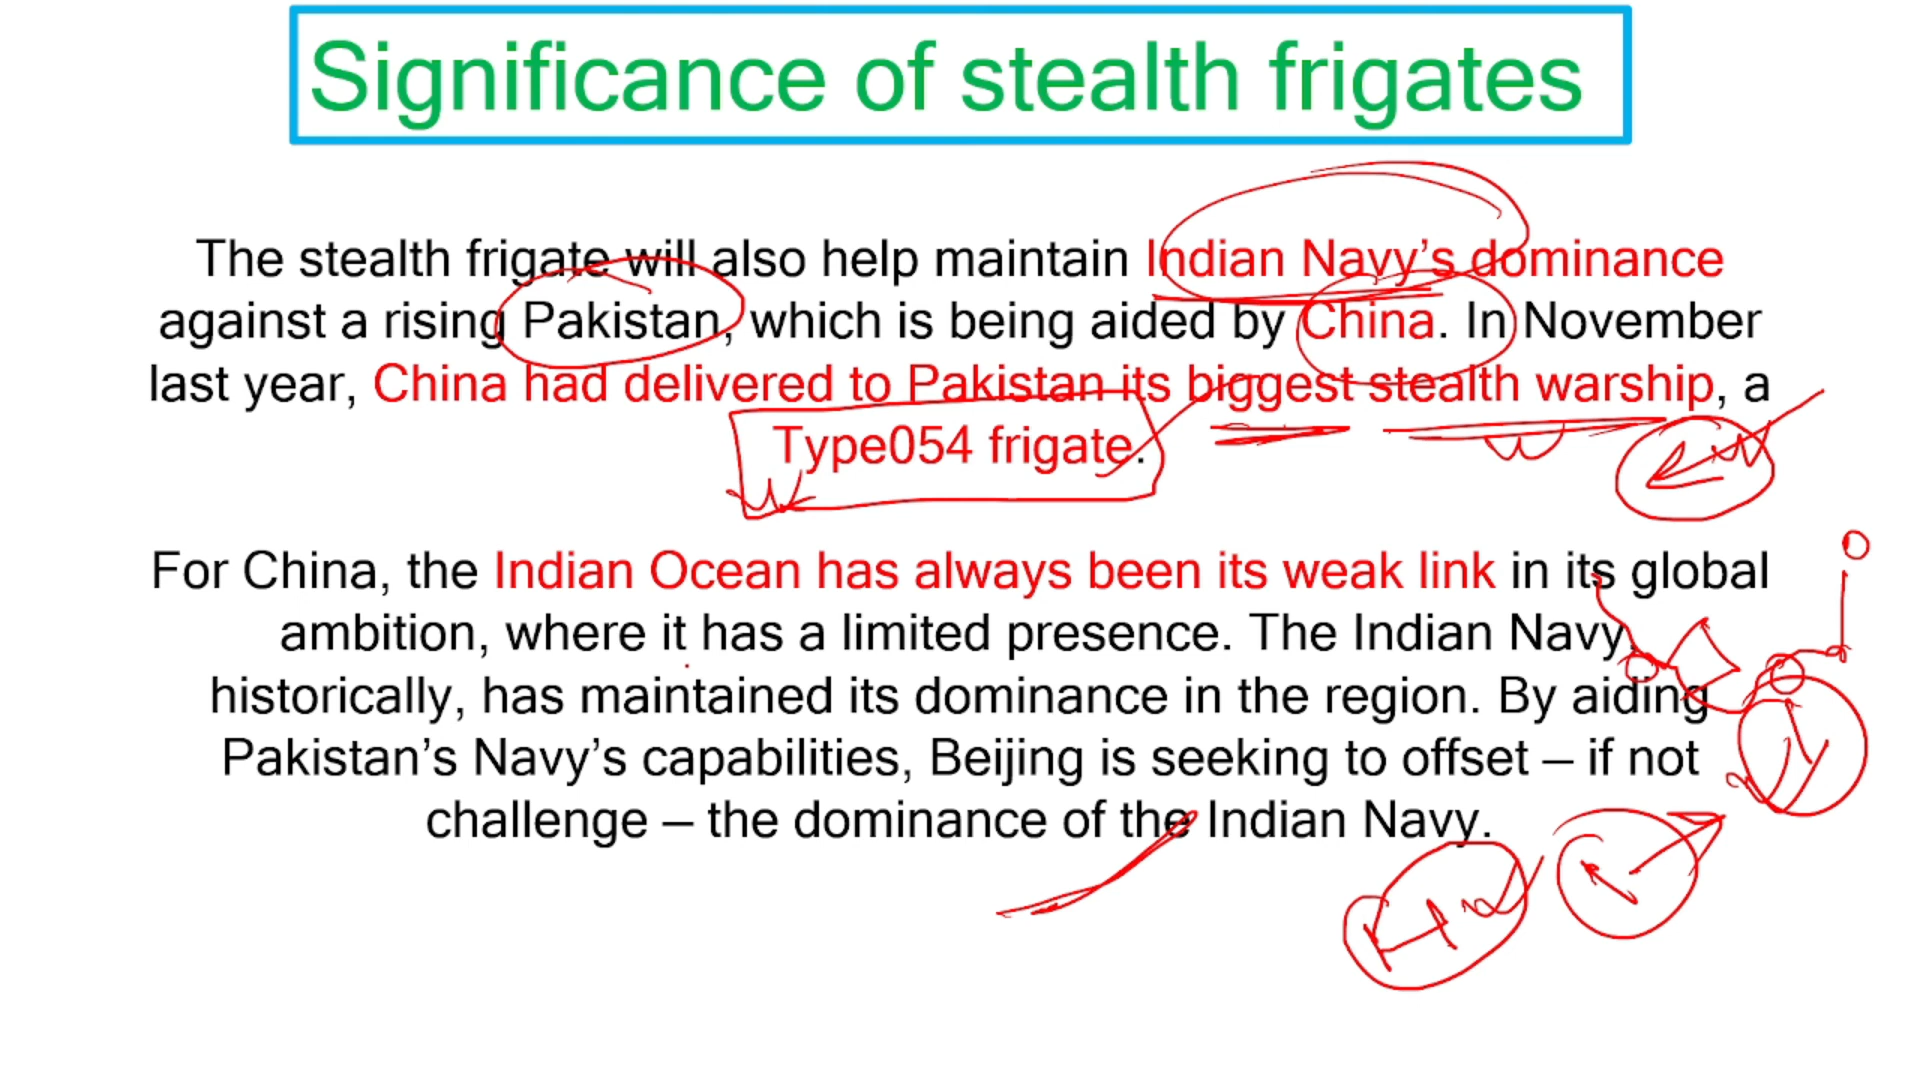 Significance of stealth frigates
The stealth frigate will also help maintain Indian Navy’s dominance
against a rising Pakistan, which is being aided by China. In November
last year, China had delivered to Pakistan its biggest stealth warship, a
Type054 frigate.
For China, the Indian Ocean has always been its weak link in its global
ambition, where it has a limited presence. The Indian Navy,
historically, has maintained its dominance in the region. By aiding
Pakistan’s Navy’s capabilities, Beijing is seeking to offset – if not
challenge – the dominance of the Indian Navy.